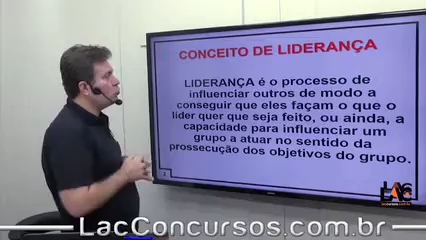 CONCEITO DE LIDERANÇA
LIDERANÇA é o processo de
influenciar outros de modo a
conseguir que eles façam o que o
líder quer que seja feito, ou ainda, a
capacidade para influenciar um
grupo a atuar no sentido da
prossecução dos objetivos do grupo.
2
LAC
LacConcursos.com.br